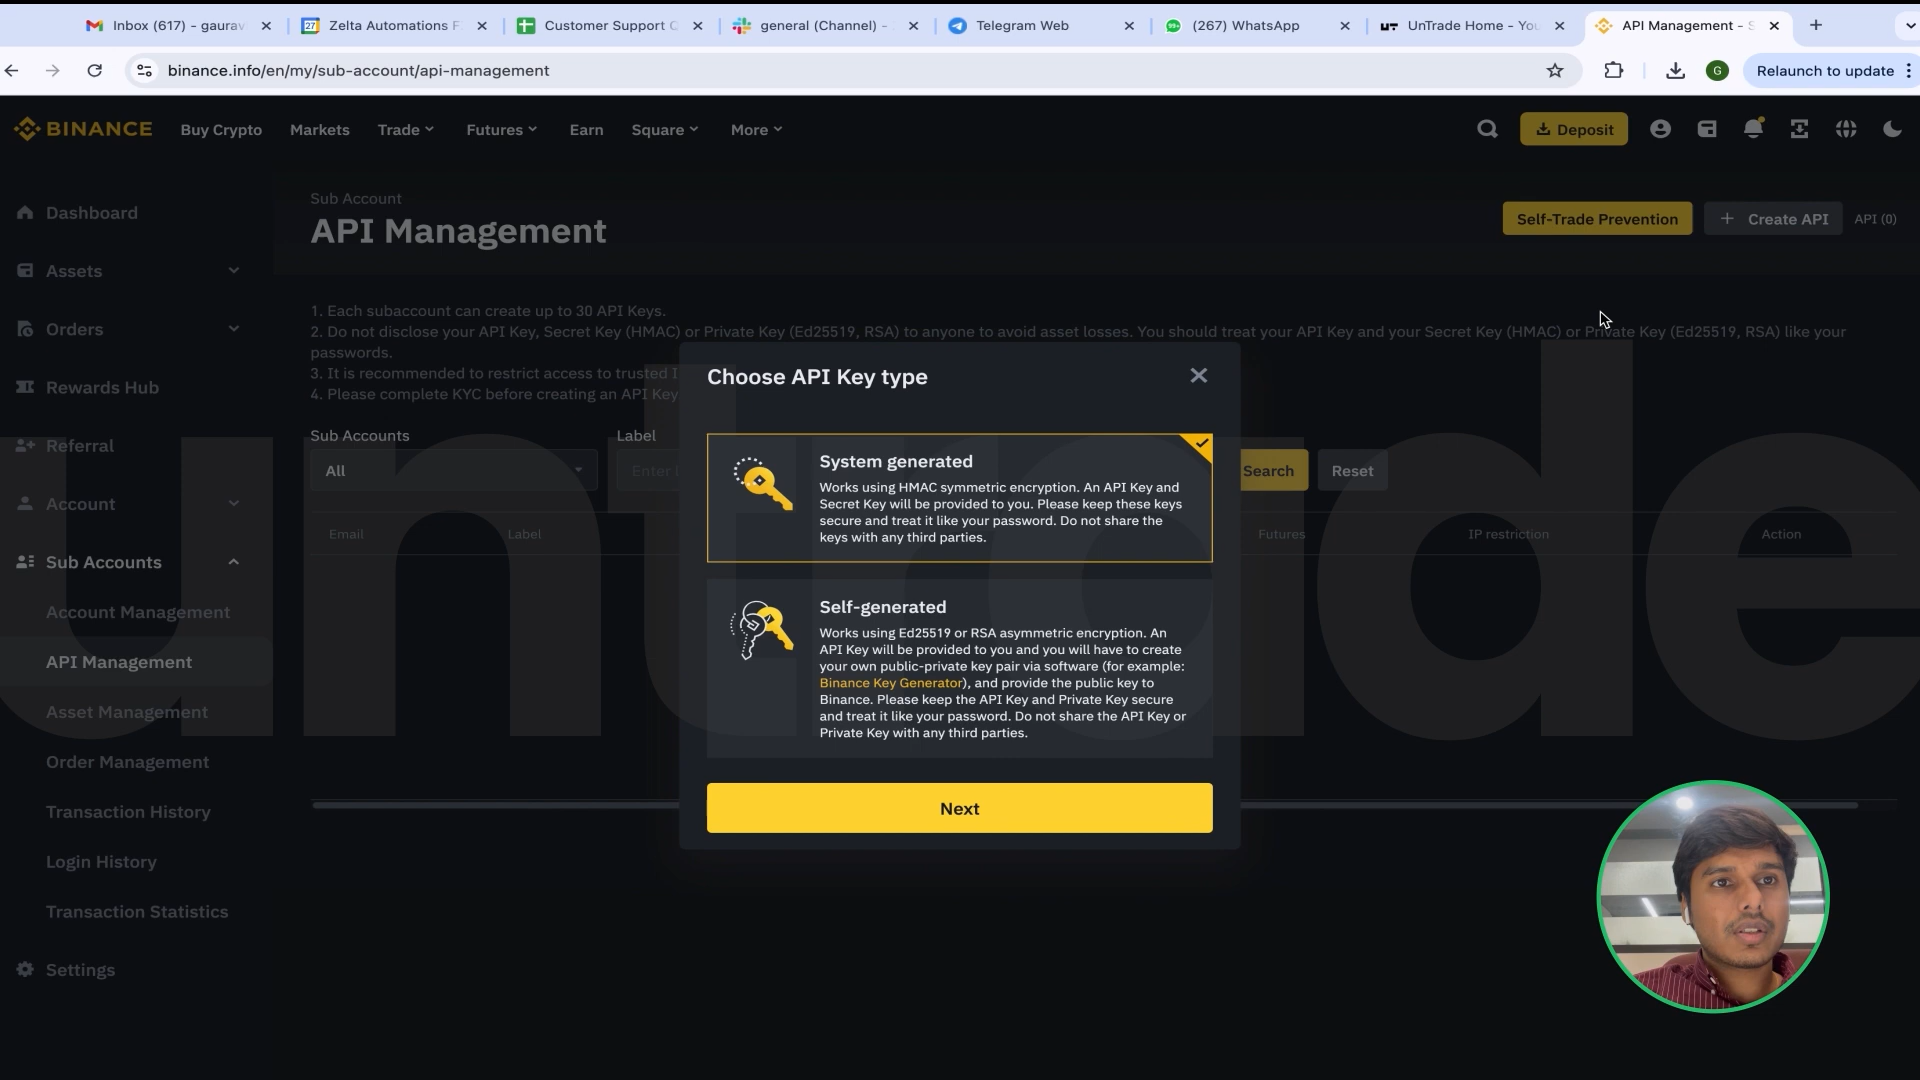 Inbox (617) - gaurav
Zelta Automations F
Customer Support Q
general (Channel) -
Telegram Web
(267) WhatsApp
UnTrade Home - You
API Management - S
binance.info/en/my/sub-account/api-management
G
Relaunch to update
BINANCE
Buy Crypto
Markets
Trade
Futures
Earn
Square
More
Deposit
Dashboard
Assets
Orders
Rewards Hub
Referral
Account
Sub Accounts
Account Management
API Management
Asset Management
Order Management
Transaction History
Login History
Transaction Statistics
Settings
Sub Account
API Management
Self-Trade Prevention
+ Create API
API (0)
1. Each subaccount can create up to 30 API Keys.
2. Do not disclose your API Key, Secret Key (HMAC) or Private Key (Ed25519, RSA) to anyone to avoid asset losses. You should treat your API Key and your Secret Key (HMAC) or Private Key (Ed25519, RSA) like your
passwords.
3. It is recommended to restrict access to trusted I
4. Please complete KYC before creating an API Key
Sub Accounts
Label
All
Enter
Search
Reset
Email
Label
Futures
IP restriction
Action
untrade
Choose API Key type
System generated
Works using HMAC symmetric encryption. An API Key and
Secret Key will be provided to you. Please keep these keys
secure and treat it like your password. Do not share the
keys with any third parties.
Self-generated
Works using Ed25519 or RSA asymmetric encryption. An
API Key will be provided to you and you will have to create
your own public-private key pair via software (for example:
Binance Key Generator), and provide the public key to
Binance. Please keep the API Key and Private Key secure
and treat it like your password. Do not share the API Key or
Private Key with any third parties.
Next